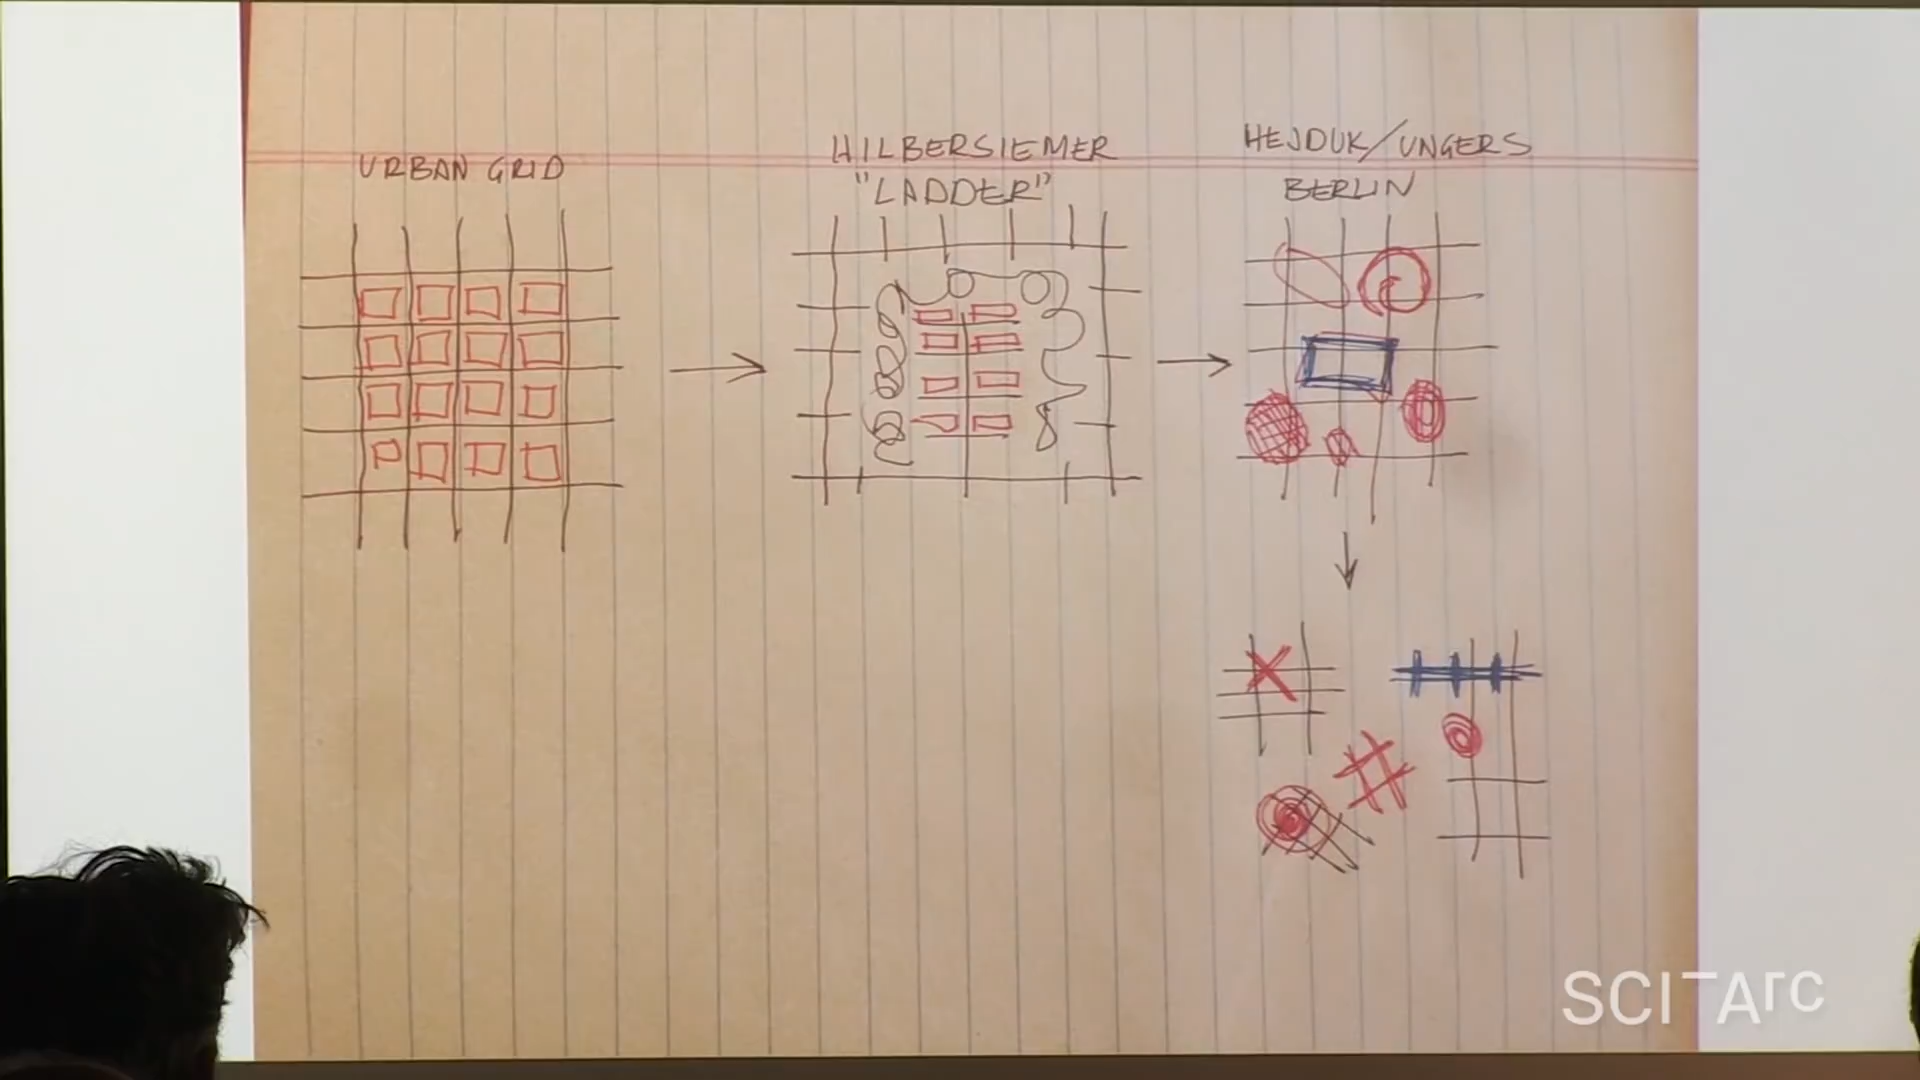 URBAN GRID
HILBERSIEMER
"LADDER"
HEJDUK/UNGERS
BERLIN
SCI-Arc